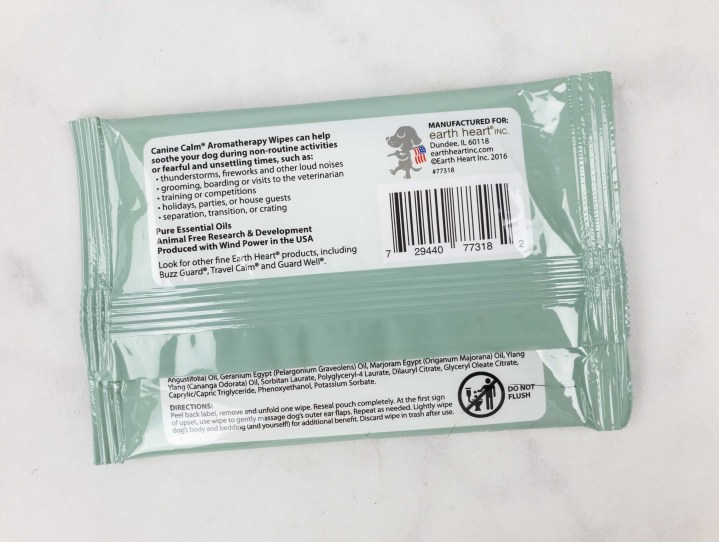 Canine Calm® Aromatherapy Wipes can help
soothe your dog during non-routine activities
or fearful and unsettling times, such as:
• thunderstorms, fireworks and other loud noises
• grooming, boarding or visits to the veterinarian
• training or competitions
• holidays, parties, or house guests
• separation, transition, or crating
Pure Essential Oils
Animal Free Research & Development
Produced with Wind Power in the USA
Look for other fine Earth Heart® products, including
Buzz Guard®, Travel Calm® and Guard Well®.
MANUFACTURED FOR:
earth heart® INC.
Dundee, IL 60118
earthheartinc.com
©Earth Heart Inc. 2016
#77318
7 29440 77318 2
Angustifolia) Oil, Geranium Egypt (Pelargonium Graveolens) Oil, Marjoram Egypt (Origanum Majorana) Oil, Ylang
Ylang (Cananga Odorata) Oil, Sorbitan Laurate, Polyglyceryl-4 Laurate, Dilauryl Citrate, Glyceryl Oleate Citrate,
Caprylic/Capric Triglyceride, Phenoxyethanol, Potassium Sorbate.
DIRECTIONS:
Peel back label, remove and unfold one wipe. Reseal pouch completely. At the first sign
of upset, use wipe to gently massage dog's outer ear flaps. Repeat as needed. Lightly wipe
dog's body and bedding (and yourself!) for additional benefit. Discard wipe in trash after use.
DO NOT
FLUSH